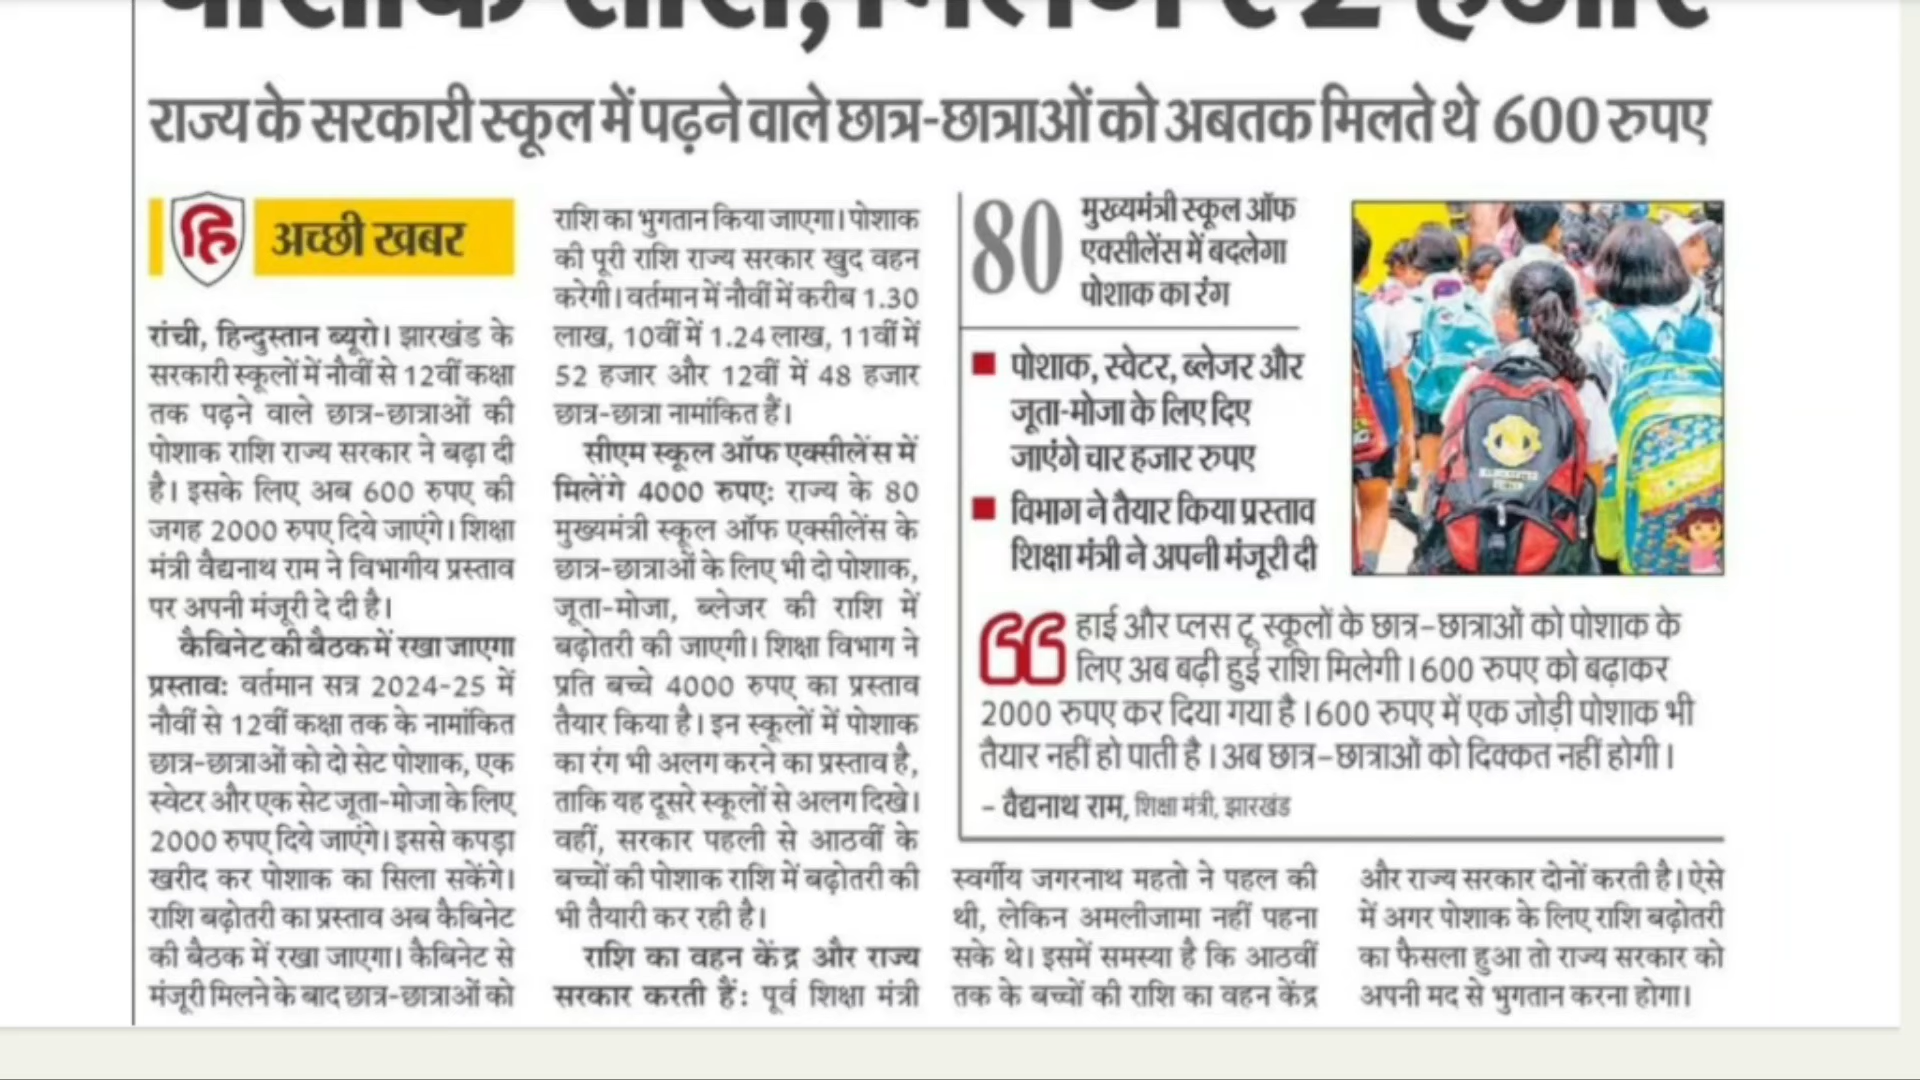 राज्य के सरकारी स्कूल में पढ़ने वाले छात्र-छात्राओं को अबतक मिलते थे 600 रुपए
हि अच्छी खबर
रांची, हिन्दुस्तान ब्यूरो। झारखंड के
सरकारी स्कूलों में नौवीं से 12वीं कक्षा
तक पढ़ने वाले छात्र-छात्राओं की
पोशाक राशि राज्य सरकार ने बढ़ा दी
है। इसके लिए अब 600 रुपए की
जगह 2000 रुपए दिये जाएंगे। शिक्षा
मंत्री वैद्यनाथ राम ने विभागीय प्रस्ताव
पर अपनी मंजूरी दे दी है।
कैबिनेट की बैठक में रखा जाएगा
प्रस्ताव: वर्तमान सत्र 2024-25 में
नौवीं से 12वीं कक्षा तक के नामांकित
छात्र-छात्राओं को दो सेट पोशाक, एक
स्वेटर और एक सेट जूता-मोजा के लिए
2000 रुपए दिये जाएंगे। इससे कपड़ा
खरीद कर पोशाक का सिला सकेंगे।
राशि बढ़ोतरी का प्रस्ताव अब कैबिनेट
की बैठक में रखा जाएगा। कैबिनेट से
मंजूरी मिलने के बाद छात्र-छात्राओं को
राशि का भुगतान किया जाएगा। पोशाक
की पूरी राशि राज्य सरकार खुद वहन
करेगी। वर्तमान में नौवीं में करीब 1.30
लाख, 10वीं में 1.24 लाख, 11वीं में
52 हजार और 12वीं में 48 हजार
छात्र-छात्रा नामांकित हैं।
सीएम स्कूल ऑफ एक्सीलेंस में
मिलेंगे 4000 रुपए: राज्य के 80
मुख्यमंत्री स्कूल ऑफ एक्सीलेंस के
छात्र-छात्राओं के लिए भी दो पोशाक,
जूता-मोजा, ब्लेजर की राशि में
बढ़ोतरी की जाएगी। शिक्षा विभाग ने
प्रति बच्चे 4000 रुपए का प्रस्ताव
तैयार किया है। इन स्कूलों में पोशाक
का रंग भी अलग करने का प्रस्ताव है,
ताकि यह दूसरे स्कूलों से अलग दिखे।
वहीं, सरकार पहली से आठवीं के
बच्चों की पोशाक राशि में बढ़ोतरी की
भी तैयारी कर रही है।
राशि का वहन केंद्र और राज्य
सरकार करती हैं: पूर्व शिक्षा मंत्री
80 मुख्यमंत्री स्कूल ऑफ
एक्सीलेंस में बदलेगा
पोशाक का रंग
पोशाक, स्वेटर, ब्लेजर और
जूता-मोजा के लिए दिए
जाएंगे चार हजार रुपए
विभाग ने तैयार किया प्रस्ताव
शिक्षा मंत्री ने अपनी मंजूरी दी
हाई और प्लस टू स्कूलों के छात्र-छात्राओं को पोशाक के
लिए अब बढ़ी हुई राशि मिलेगी। 600 रुपए को बढ़ाकर
2000 रुपए कर दिया गया है। 600 रुपए में एक जोड़ी पोशाक भी
तैयार नहीं हो पाती है। अब छात्र-छात्राओं को दिक्कत नहीं होगी।
- वैद्यनाथ राम, शिक्षा मंत्री, झारखंड
स्वर्गीय जगरनाथ महतो ने पहल की
थी, लेकिन अमलीजामा नहीं पहना
सके थे। इसमें समस्या है कि आठवीं
तक के बच्चों की राशि का वहन केंद्र
और राज्य सरकार दोनों करती है। ऐसे
में अगर पोशाक के लिए राशि बढ़ोतरी
का फैसला हुआ तो राज्य सरकार को
अपनी मद से भुगतान करना होगा।